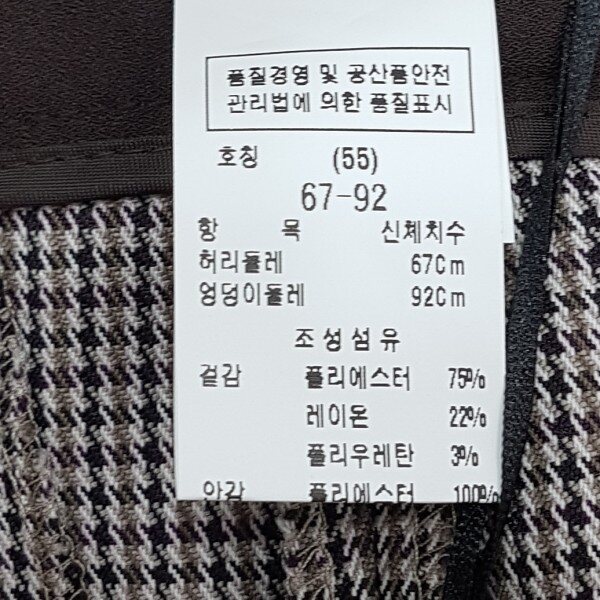 품질경영 및 공산품안전
관리법에 의한 품질표시
호칭 (55)
67-92
항 목 신체치수
허리둘레 67Cm
엉덩이둘레 92Cm
조성섬유
겉감 폴리에스터 75%
레이온 22%
폴리우레탄 3%
안감 폴리에스터 100%